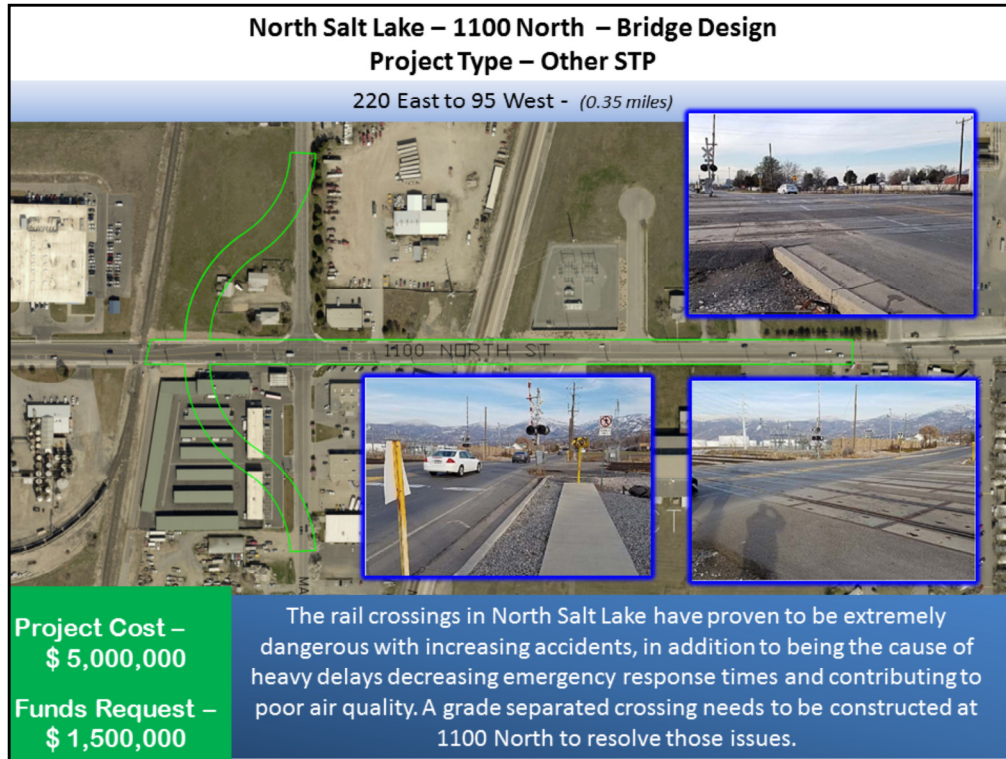 North Salt Lake – 1100 North – Bridge Design
Project Type – Other STP
220 East to 95 West - (0.35 miles)
1100 NORTH ST.
MA
Project Cost –
$ 5,000,000
Funds Request –
$ 1,500,000
The rail crossings in North Salt Lake have proven to be extremely
dangerous with increasing accidents, in addition to being the cause of
heavy delays decreasing emergency response times and contributing to
poor air quality. A grade separated crossing needs to be constructed at
1100 North to resolve those issues.